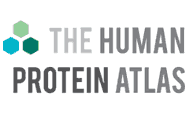 THE HUMAN
PROTEIN ATLAS